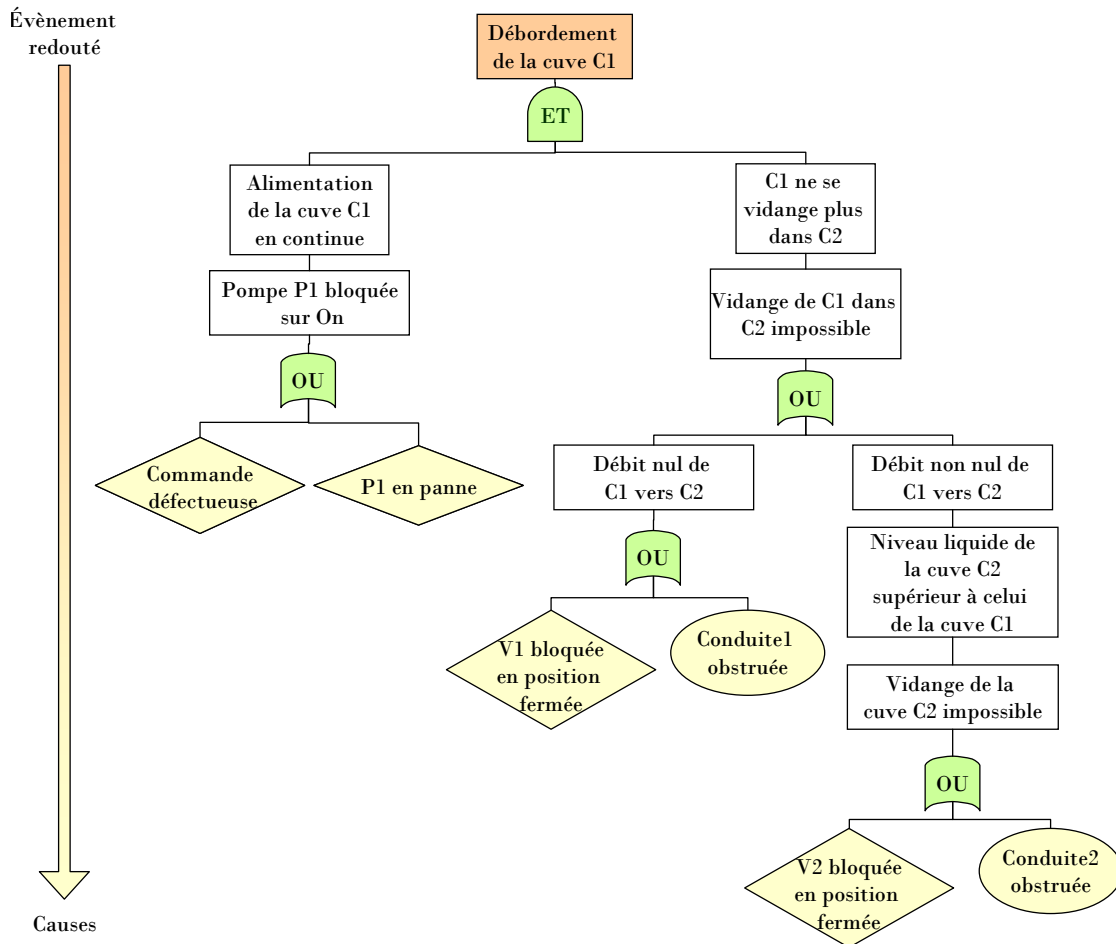 Évènement
redouté
Débordement
de la cuve C1
ET
Alimentation
de la cuve C1
en continue
C1 ne se
vidange plus
dans C2
Pompe P1 bloquée
sur On
Vidange de C1 dans
C2 impossible
OU
OU
Commande
défectueuse
P1 en panne
Débit nul de
C1 vers C2
Débit non nul de
C1 vers C2
OU
Niveau liquide de
la cuve C2
supérieur à celui
de la cuve C1
V1 bloquée
en position
fermée
Conduite1
obstruée
Vidange de la
cuve C2 impossible
OU
V2 bloquée
en position
fermée
Conduite2
obstruée
Causes